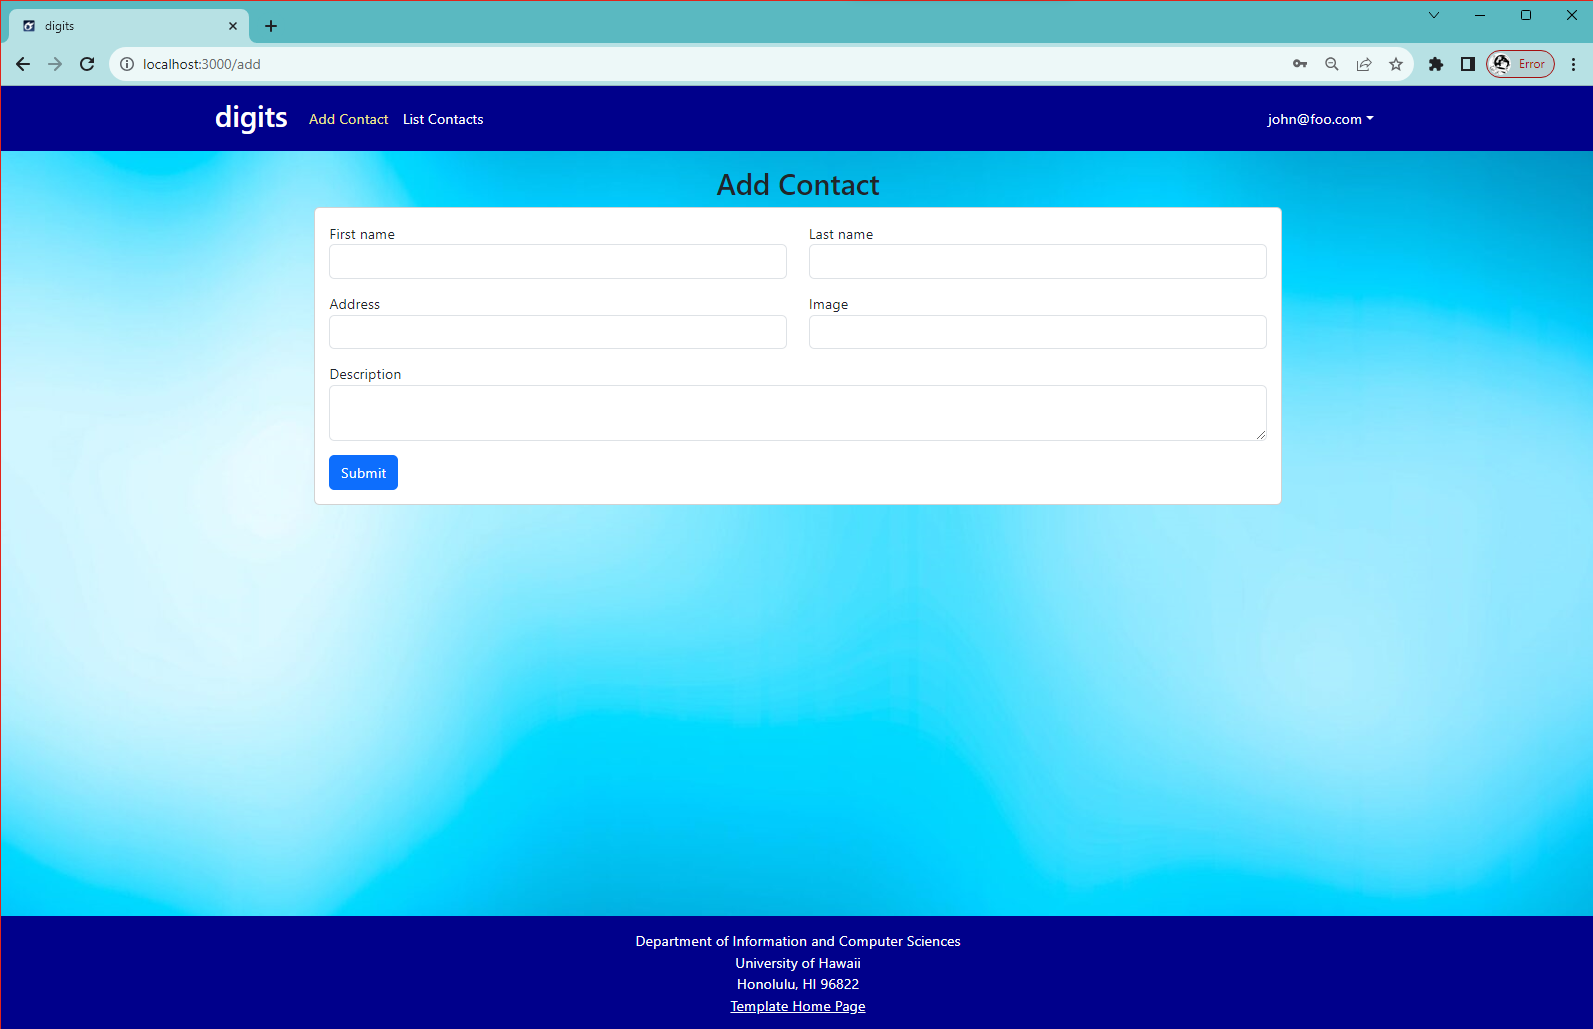 digits
localhost:3000/add
Error
digits Add Contact List Contacts john@foo.com
Add Contact
First name Last name
Address Image
Description
Submit
Department of Information and Computer Sciences
University of Hawaii
Honolulu, HI 96822
Template Home Page